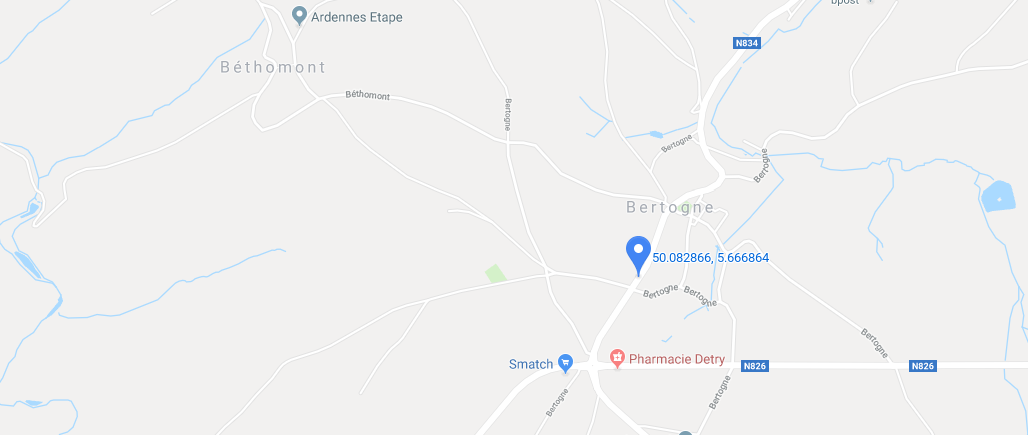 bpost
Ardennes Etape
N834
Béthomont
Béthomont
Bertogne
Bertogne
Bertogne
Bertogne
50.082866, 5.666864
Bertogne
Bertogne
Bertogne
Smatch
Pharmacie Detry
N826
N826
Bertogne
Bertogne